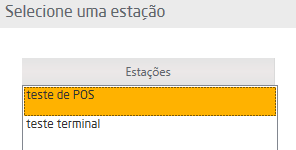 Selecione uma estação
Estações
teste de POS
teste terminal